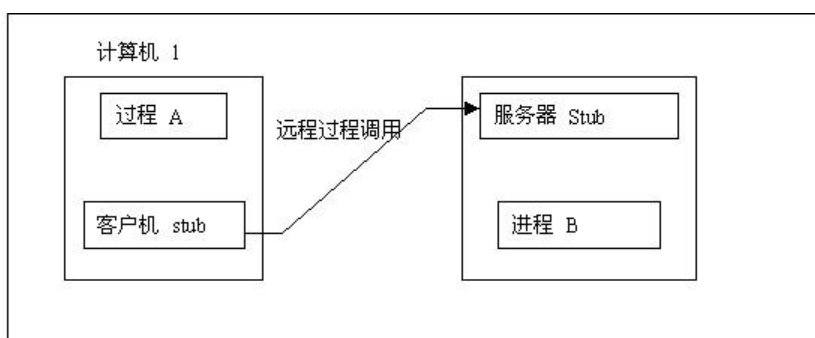 计算机 1
过程 A
服务器 Stub
远程过程调用
客户机 stub
进程 B